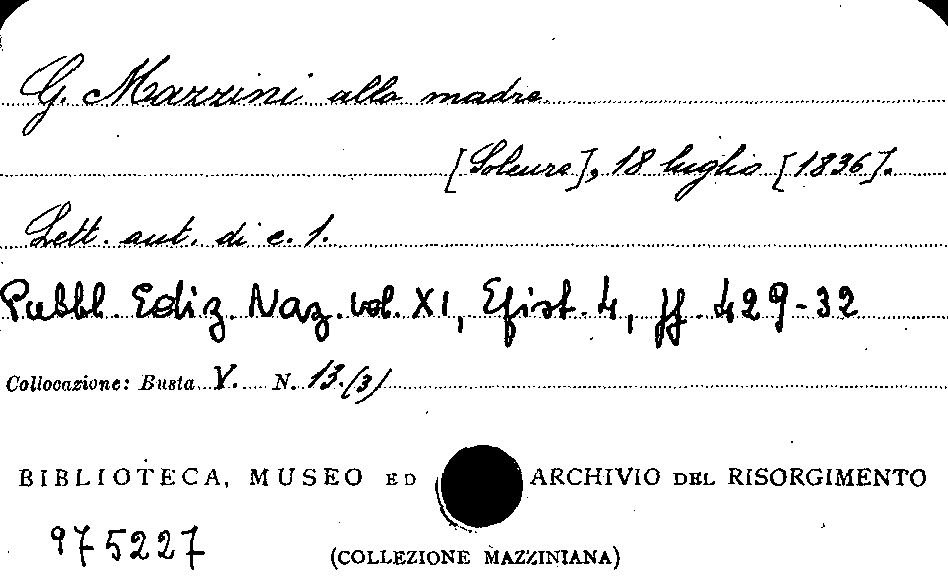 G. Mazzini alla madre
[Soleure], 18 luglio [1836].
Lett. aut. di c. 1.
Pubbl. Ediz. Naz. vol. XI, Epist. 4, pp. 429-32
Collocazione: Busta V. N. 13.(3)
BIBLIOTECA, MUSEO ED ARCHIVIO DEL RISORGIMENTO
975227
(COLLEZIONE MAZZINIANA)